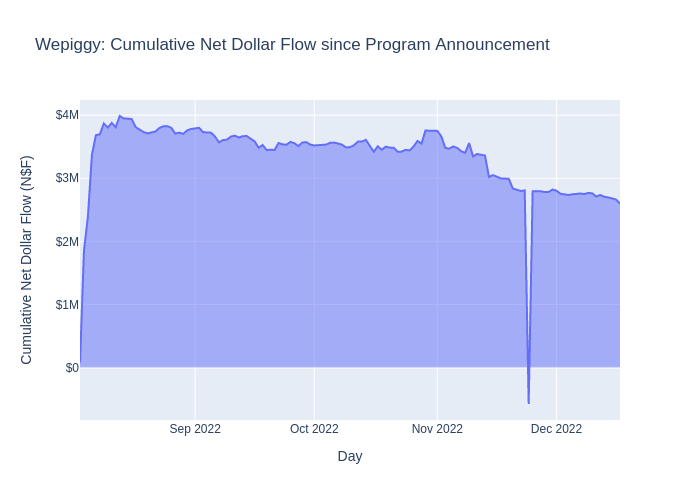 Wepiggy: Cumulative Net Dollar Flow since Program Announcement
Cumulative Net Dollar Flow (N$F)
$4M
$3M
$2M
$1M
$0
Sep 2022
Oct 2022
Nov 2022
Dec 2022
Day